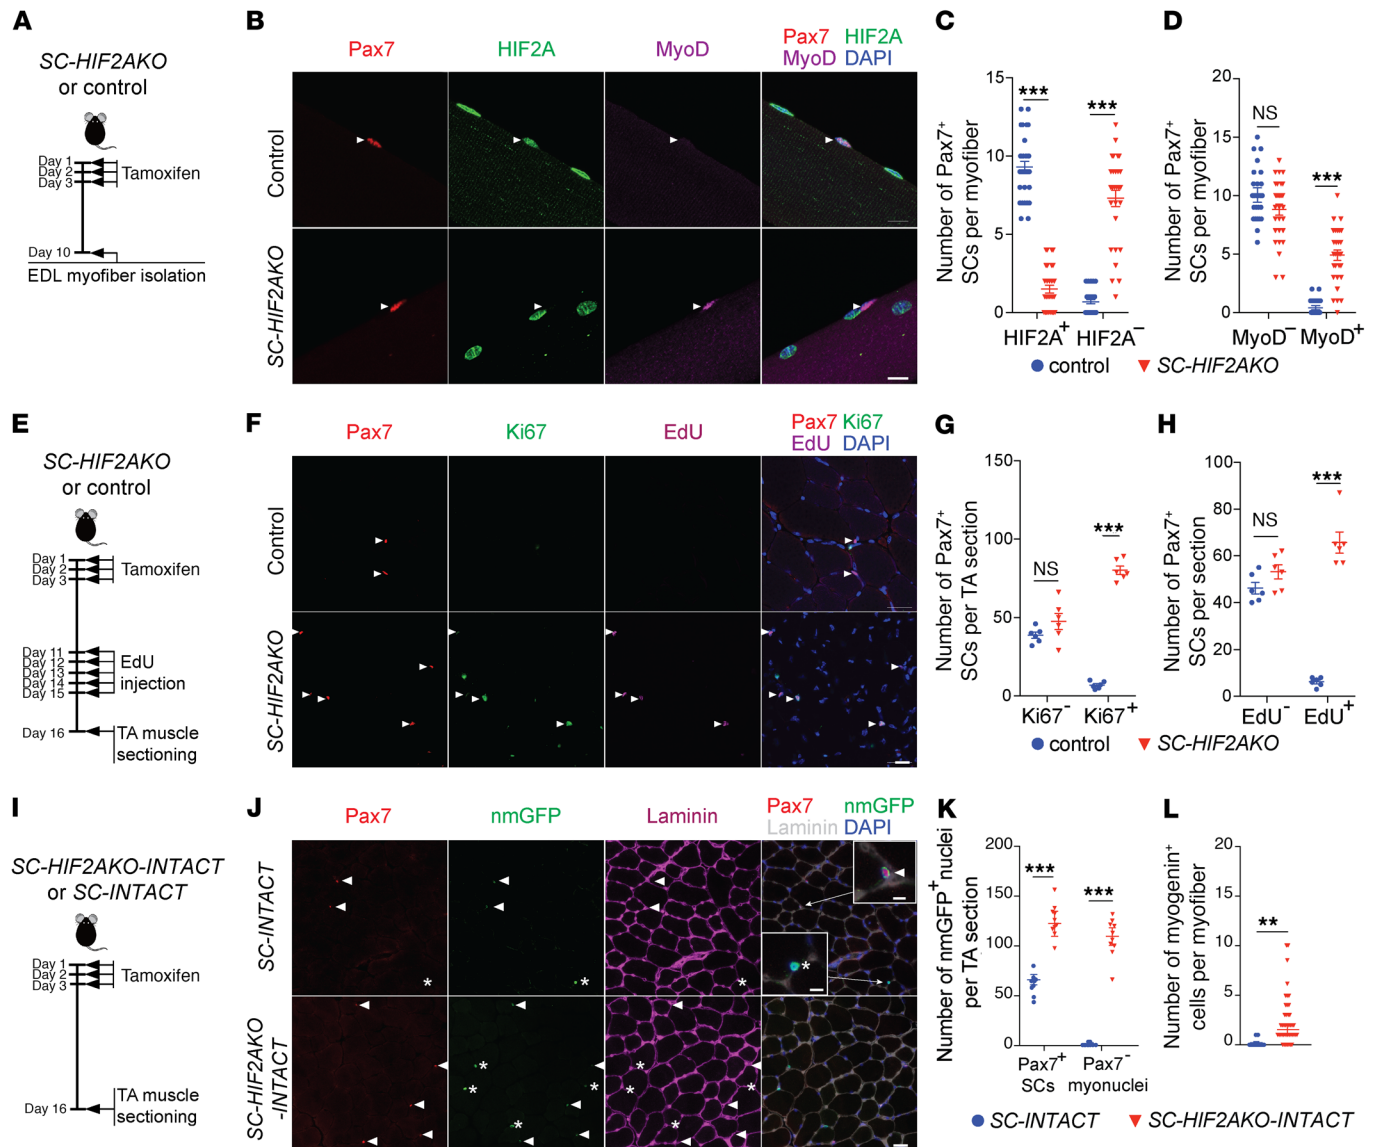 A
SC-HIF2AKO
or control
Day 1
Day 2
Day 3
Tamoxifen
Day 10
EDL myofiber isolation
B
Pax7
HIF2A
MyoD
Pax7 HIF2A
MyoD DAPI
Control
SC-HIF2AKO
C
Number of Pax7+
SCs per myofiber
15
10
5
0
***
***
HIF2A+ HIF2A−
D
Number of Pax7+
SCs per myofiber
20
15
10
5
0
NS
***
MyoD− MyoD+
control SC-HIF2AKO
E
SC-HIF2AKO
or control
Day 1
Day 2
Day 3
Tamoxifen
Day 11
Day 12
Day 13
Day 14
Day 15
EdU
injection
Day 16
TA muscle
sectioning
F
Pax7
Ki67
EdU
Pax7 Ki67
EdU DAPI
Control
SC-HIF2AKO
G
Number of Pax7+
SCs per TA section
150
100
50
0
NS
***
Ki67− Ki67+
H
Number of Pax7+
SCs per section
100
80
60
40
20
0
NS
***
EdU− EdU+
control SC-HIF2AKO
I
SC-HIF2AKO-INTACT
or SC-INTACT
Day 1
Day 2
Day 3
Tamoxifen
Day 16
TA muscle
sectioning
J
Pax7
nmGFP
Laminin
Pax7 nmGFP
Laminin DAPI
SC-INTACT
SC-HIF2AKO
-INTACT
*
*
*
*
*
*
*
*
*
*
*
K
Number of nmGFP+ nuclei
per TA section
200
150
100
50
0
***
***
Pax7+ Pax7−
SCs myonuclei
L
Number of myogenin+
cells per myofiber
20
15
10
5
0
**
SC-INTACT SC-HIF2AKO-INTACT